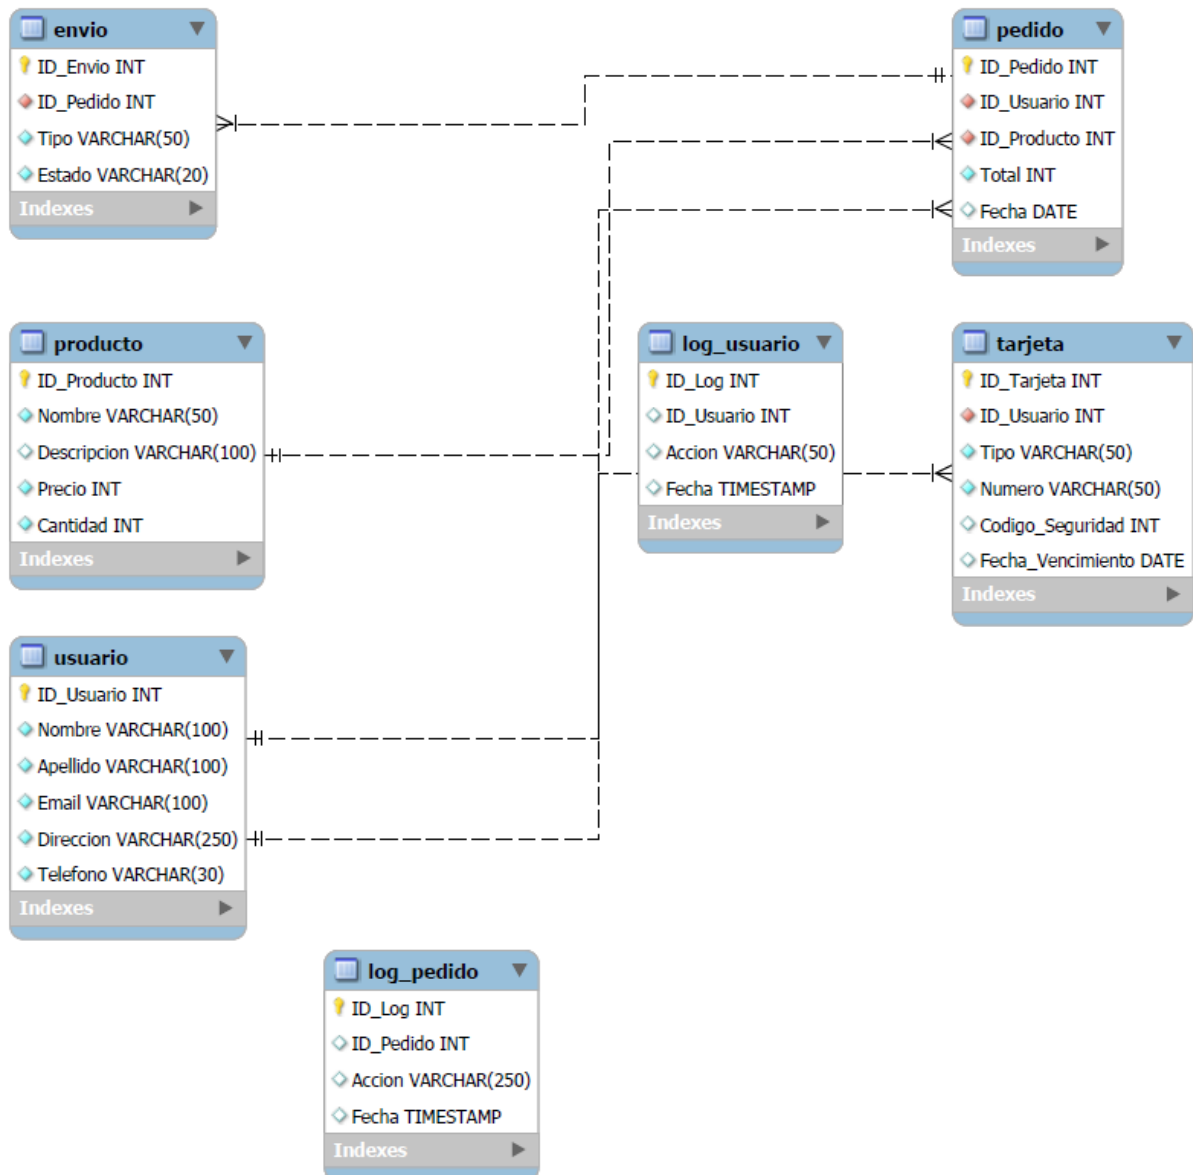 envio
ID_Envio INT
ID_Pedido INT
Tipo VARCHAR(50)
Estado VARCHAR(20)
Indexes
pedido
ID_Pedido INT
ID_Usuario INT
ID_Producto INT
Total INT
Fecha DATE
Indexes
producto
ID_Producto INT
Nombre VARCHAR(50)
Descripcion VARCHAR(100)
Precio INT
Cantidad INT
Indexes
log_usuario
ID_Log INT
ID_Usuario INT
Accion VARCHAR(50)
Fecha TIMESTAMP
Indexes
tarjeta
ID_Tarjeta INT
ID_Usuario INT
Tipo VARCHAR(50)
Numero VARCHAR(50)
Codigo_Seguridad INT
Fecha_Vencimiento DATE
Indexes
usuario
ID_Usuario INT
Nombre VARCHAR(100)
Apellido VARCHAR(100)
Email VARCHAR(100)
Direccion VARCHAR(250)
Telefono VARCHAR(30)
Indexes
log_pedido
ID_Log INT
ID_Pedido INT
Accion VARCHAR(250)
Fecha TIMESTAMP
Indexes